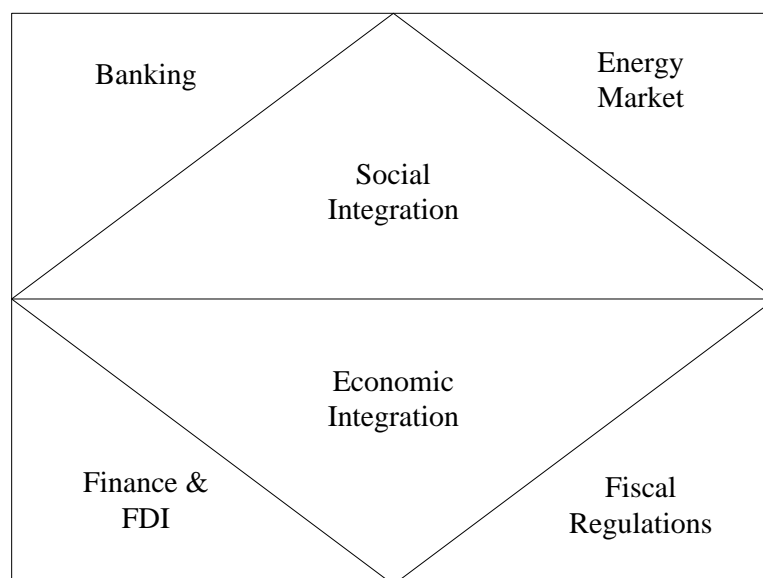 Banking
Energy
Market
Social
Integration
Economic
Integration
Finance &
FDI
Fiscal
Regulations